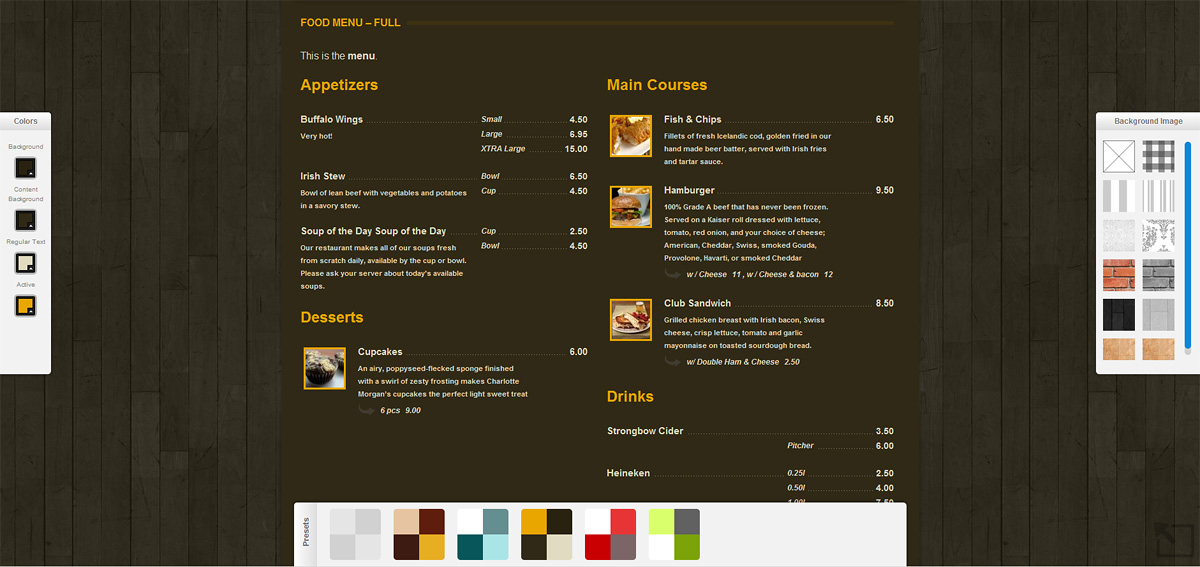 FOOD MENU – FULL
This is the menu.
Appetizers
Buffalo Wings Small 4.50
Very hot! Large 6.95
XTRA Large 15.00
Irish Stew Bowl 6.50
Bowl of lean beef with vegetables and potatoes Cup 4.50
in a savory stew.
Soup of the Day Soup of the Day Cup 2.50
Our restaurant makes all of our soups fresh Bowl 4.50
from scratch daily, available by the cup or bowl.
Please ask your server about today's available
soups.
Desserts
Cupcakes 6.00
An airy, poppyseed-flecked sponge finished
with a swirl of zesty frosting makes Charlotte
Morgan's cupcakes the perfect light sweet treat
6 pcs 9.00
Main Courses
Fish & Chips 6.50
Fillets of fresh Icelandic cod, golden fried in our
hand made beer batter, served with Irish fries
and tartar sauce.
Hamburger 9.50
100% Grade A beef that has never been frozen.
Served on a Kaiser roll dressed with lettuce,
tomato, red onion, and your choice of cheese;
American, Cheddar, Swiss, smoked Gouda,
Provolone, Havarti, or smoked Cheddar
w / Cheese 11 , w / Cheese & bacon 12
Club Sandwich 8.50
Grilled chicken breast with Irish bacon, Swiss
cheese, crisp lettuce, tomato and garlic
mayonnaise on toasted sourdough bread.
w/ Double Ham & Cheese 2.50
Drinks
Strongbow Cider 3.50
Pitcher 6.00
Heineken 0.25l 2.50
0.50l 4.00
1.00l 7.50
Colors
Background
Content
Background
Regular Text
Active
Background Image
Presets